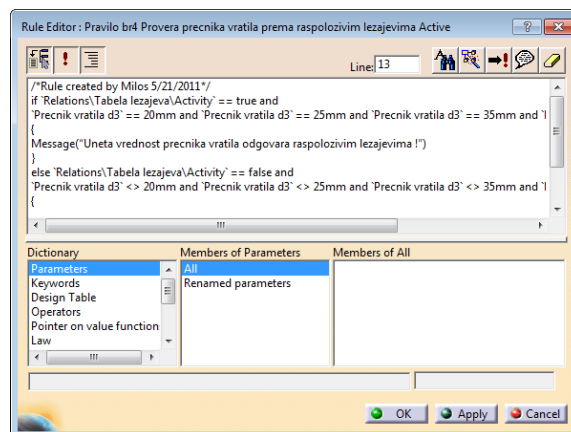 Rule Editor : Pravilo br4 Provera precnika vratila prema raspolozivim lezajevima Active
Line: 13
/*Rule created by Milos 5/21/2011*/
if `Relations\Tabela lezajeva\Activity` == true and
`Precnik vratila d3` == 20mm and `Precnik vratila d3` == 25mm and `Precnik vratila d3` == 35mm and
{
Message("Uneta vrednost precnika vratila odgovara raspolozivim lezajevima !")
}
else `Relations\Tabela lezajeva\Activity` == false and
`Precnik vratila d3` <> 20mm and `Precnik vratila d3` <> 25mm and `Precnik vratila d3` <> 35mm and
{
Dictionary Members of Parameters Members of All
Parameters All
Keywords Renamed parameters
Design Table
Operators
Pointer on value function
Law
OK Apply Cancel